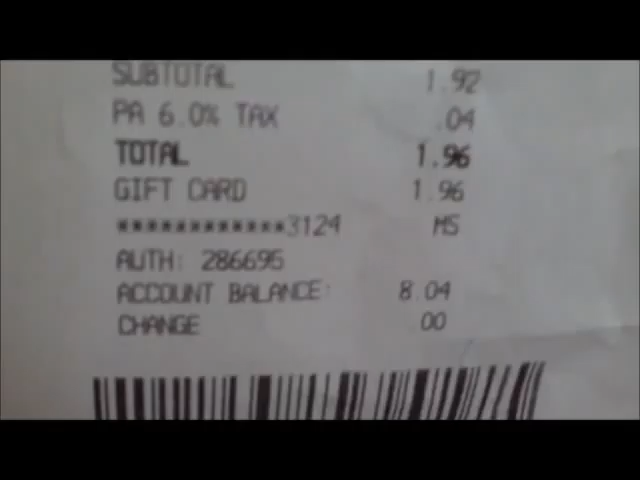 SUBTOTAL 1.92
PA 6.0% TAX .04
TOTAL 1.96
GIFT CARD 1.96
************3124 MS
AUTH: 286695
ACCOUNT BALANCE: 8.04
CHANGE .00